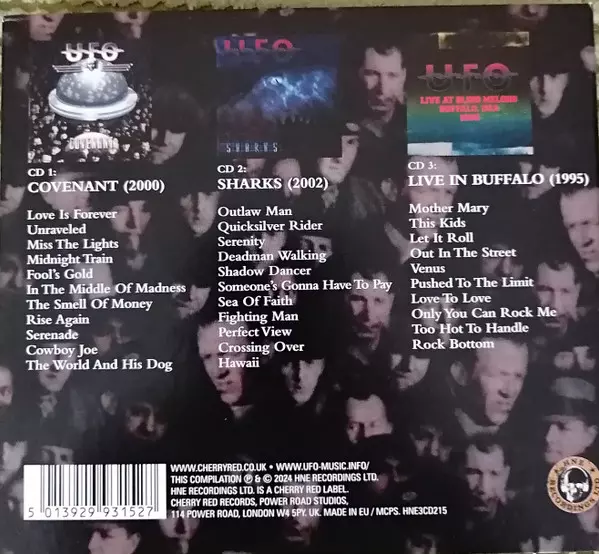 UFO
COVENANT
CD 1:
COVENANT (2000)
Love Is Forever
Unraveled
Miss The Lights
Midnight Train
Fool's Gold
In The Middle Of Madness
The Smell Of Money
Rise Again
Serenade
Cowboy Joe
The World And His Dog
UFO
SHARKS
CD 2:
SHARKS (2002)
Outlaw Man
Quicksilver Rider
Serenity
Deadman Walking
Shadow Dancer
Someone's Gonna Have To Pay
Sea Of Faith
Fighting Man
Perfect View
Crossing Over
Hawaii
UFO
LIVE AT BLIND MELONS
BUFFALO, USA
1995
CD 3:
LIVE IN BUFFALO (1995)
Mother Mary
This Kids
Let It Roll
Out In The Street
Venus
Pushed To The Limit
Love To Love
Only You Can Rock Me
Too Hot To Handle
Rock Bottom
5 013929 931527
WWW.CHERRYRED.CO.UK • WWW.UFO-MUSIC.INFO/
THIS COMPILATION ℗ & © 2024 HNE RECORDINGS LTD.
HNE RECORDINGS LTD. IS A CHERRY RED LABEL.
CHERRY RED RECORDS, POWER ROAD STUDIOS,
114 POWER ROAD, LONDON W4 5PY. UK. MADE IN EU / MCPS. HNE3CD215
HNE
RECORDINGS LTD